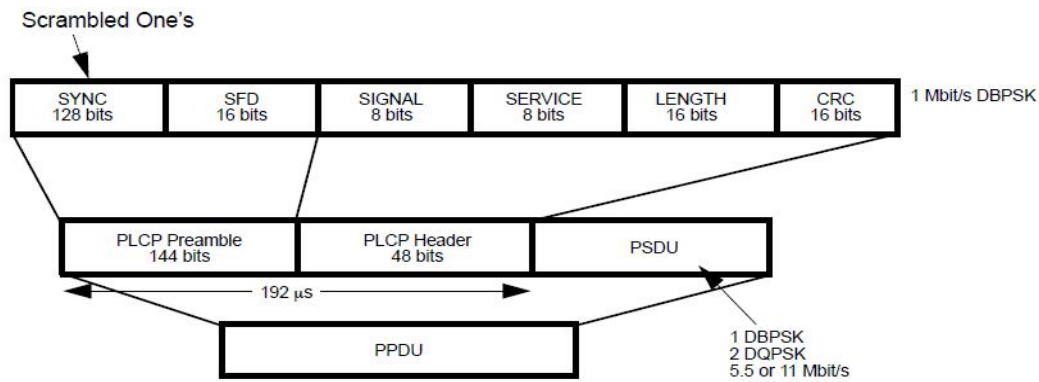 Scrambled One's
SYNC
128 bits
SFD
16 bits
SIGNAL
8 bits
SERVICE
8 bits
LENGTH
16 bits
CRC
16 bits
1 Mbit/s DBPSK
PLCP Preamble
144 bits
PLCP Header
48 bits
PSDU
192 μs
1 DBPSK
2 DQPSK
5.5 or 11 Mbit/s
PPDU